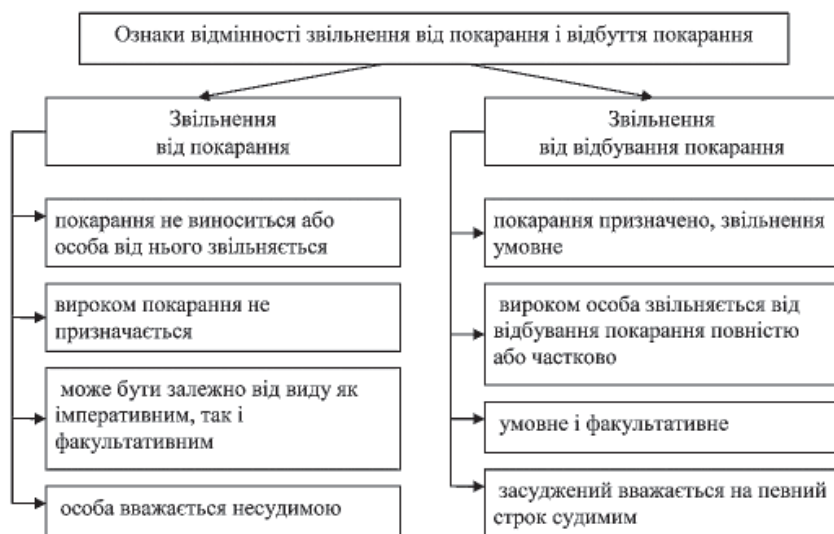 Ознаки відмінності звільнення від покарання і відбуття покарання
Звільнення
від покарання
покарання не виноситься або
особа від нього звільняється
вироком покарання не
призначається
може бути залежно від виду як
імперативним, так і
факультативним
особа вважається несудимою
Звільнення
від відбування покарання
покарання призначено, звільнення
умовне
вироком особа звільняється від
відбування покарання повністю
або частково
умовне і факультативне
засуджений вважається на певний
строк судимим